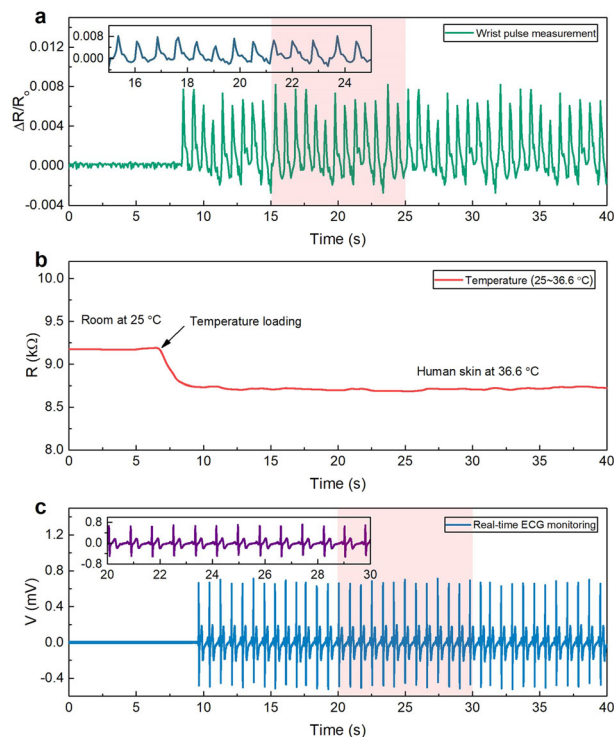 a
0.012
0.008
0.004
0.000
-0.004
ΔR/R₀
0.008
0.000
16 18 20 22 24
Wrist pulse measurement
0 5 10 15 20 25 30 35 40
Time (s)
b
10.0
9.5
9.0
8.5
8.0
R (kΩ)
Temperature (25~36.6 °C)
Room at 25 °C
Temperature loading
Human skin at 36.6 °C
0 5 10 15 20 25 30 35 40
Time (s)
c
1.2
0.8
0.4
0.0
-0.4
V (mV)
0.8
0.0
-0.8
20 22 24 26 28 30
Real-time ECG monitoring
0 5 10 15 20 25 30 35 40
Time (s)